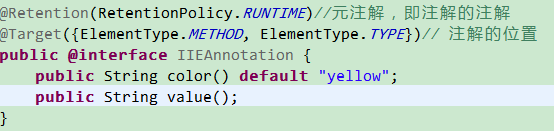 @Retention(RetentionPolicy.RUNTIME)//元注解，即注解的注解
@Target({ElementType.METHOD, ElementType.TYPE})// 注解的位置
public @interface IIEAnnotation {
    public String color() default "yellow";
    public String value();
}